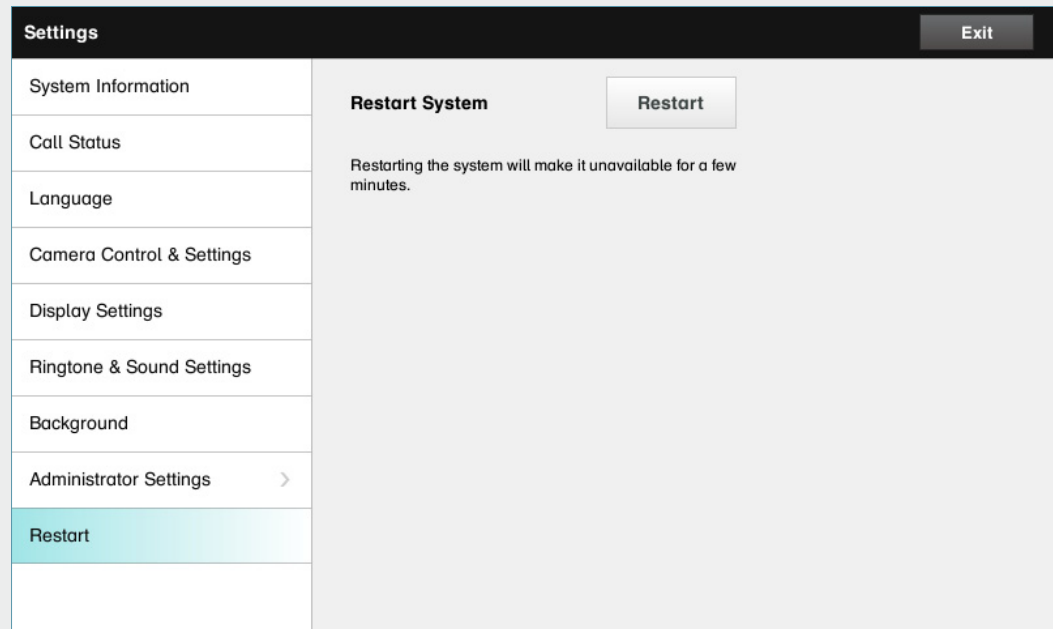 Settings
Exit
System Information
Call Status
Language
Camera Control & Settings
Display Settings
Ringtone & Sound Settings
Background
Administrator Settings
Restart
Restart System
Restart
Restarting the system will make it unavailable for a few
minutes.